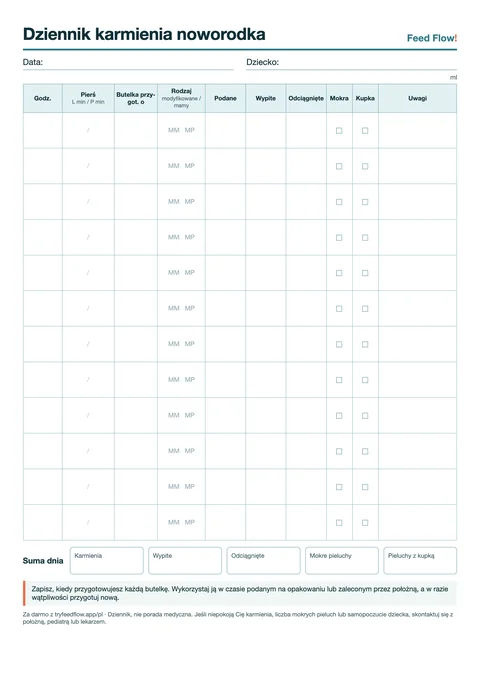 Dziennik karmienia noworodka
Feed Flow!
Data:
Dziecko:
ml
Godz. Pierś L min / P min Butelka przy-got. o Rodzaj modyfikowane / mamy Podane Wypite Odciągnięte Mokra Kupka Uwagi
/ MM MP
/ MM MP
/ MM MP
/ MM MP
/ MM MP
/ MM MP
/ MM MP
/ MM MP
/ MM MP
/ MM MP
/ MM MP
/ MM MP
Suma dnia Karmienia Wypite Odciągnięte Mokre pieluchy Pieluchy z kupką
Zapisz, kiedy przygotowujesz każdą butelkę. Wykorzystaj ją w czasie podanym na opakowaniu lub zaleconym przez położną, a w razie
wątpliwości przygotuj nową.
Za darmo z tryfeedflow.app/pl · Dziennik, nie porada medyczna. Jeśli niepokoją Cię karmienia, liczba mokrych pieluch lub samopoczucie dziecka, skontaktuj się z
położną, pediatrą lub lekarzem.